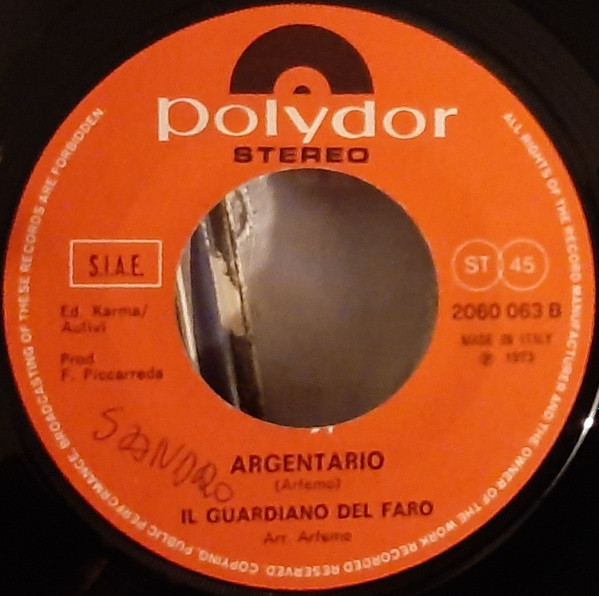 polydor
STEREO
S.I.A.E.
ST 45
2060 063 B
Ed. Karma/
Autivi
MADE IN ITALY
℗ 1973
Prod
F. Piccarreda
SANDRO
ARGENTARIO
(Arfemo)
IL GUARDIANO DEL FARO
Arr. Arfemo
ALL RIGHTS OF THE RECORD MANUFACTURER AND THE OWNER OF THE WORK RECORDED RESERVED. COPYING, PUBLIC PERFORMANCE, BROADCASTING OF THESE RECORDS ARE FORBIDDEN